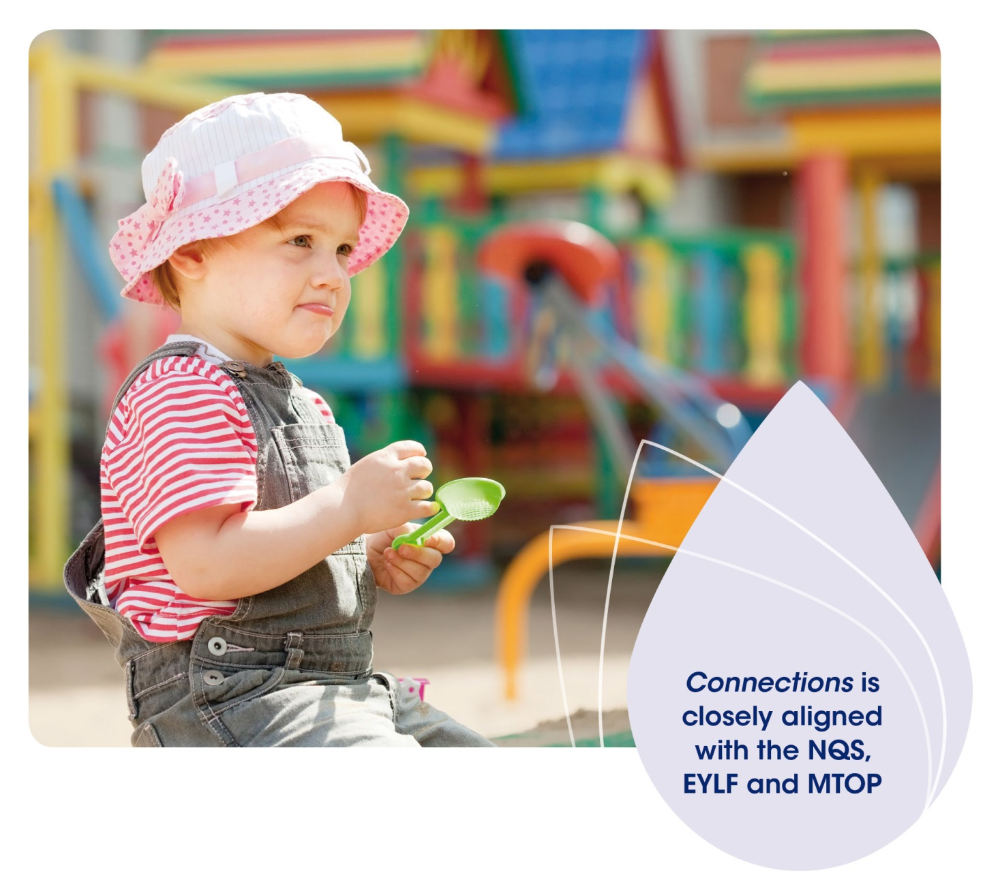 Connections is
closely aligned
with the NQS,
EYLF and MTOP